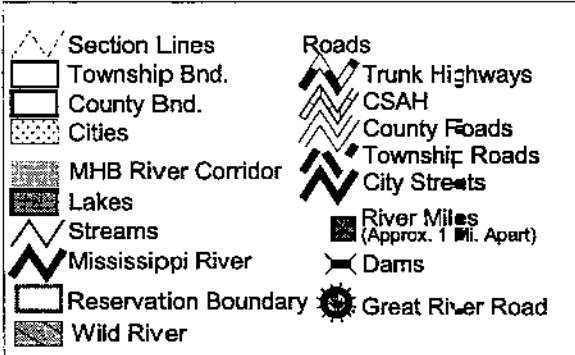 Section Lines
Township Bnd.
County Bnd.
Cities
MHB River Corridor
Lakes
Streams
Mississippi River
Reservation Boundary
Wild River
Roads
Trunk Highways
CSAH
County Roads
Township Roads
City Streets
River Miles
(Approx. 1 Mi. Apart)
Dams
Great River Road